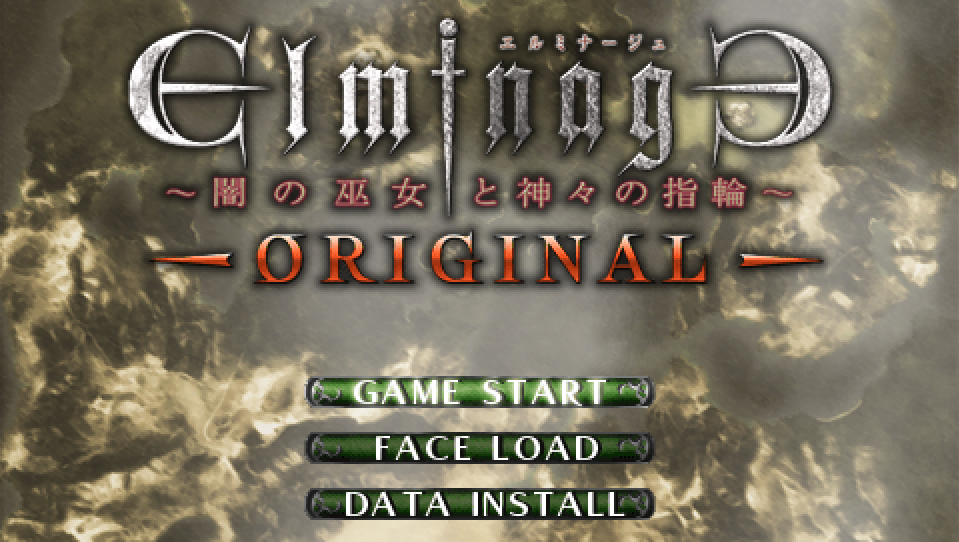 エルミナージュ
Elminage
～闇の巫女と神々の指輪～
ORIGINAL
GAME START
FACE LOAD
DATA INSTALL